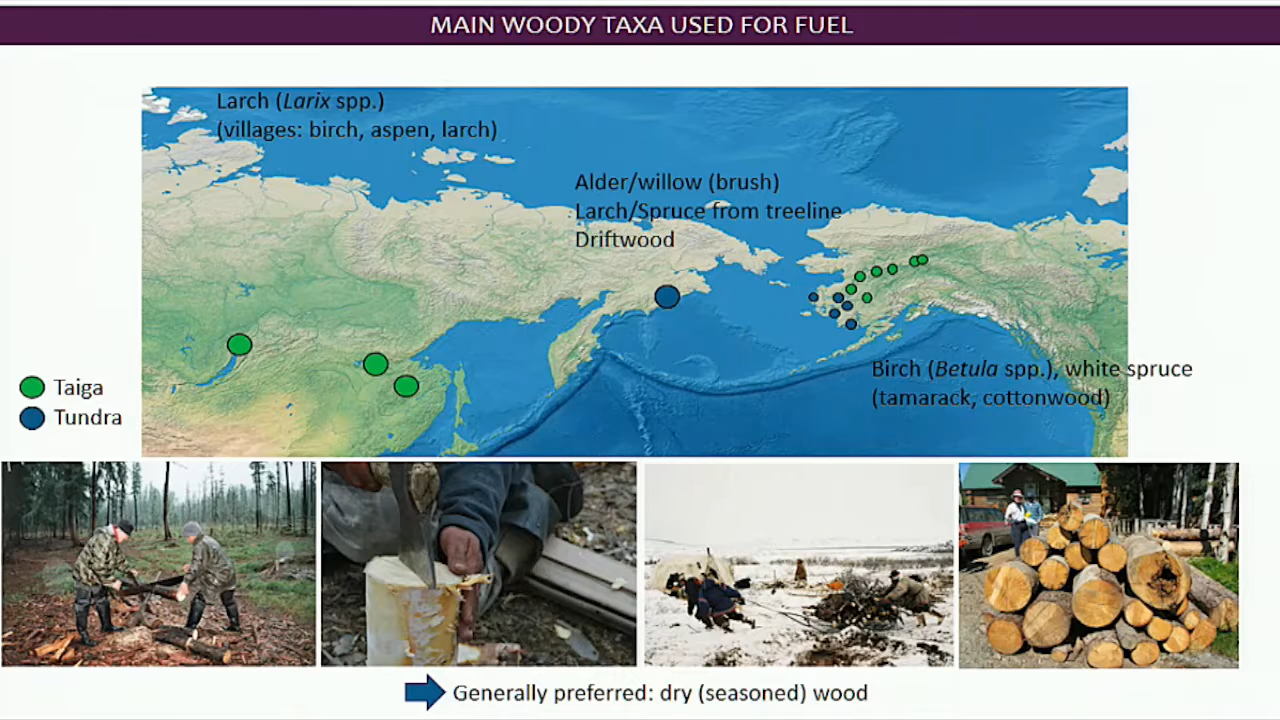 MAIN WOODY TAXA USED FOR FUEL
Larch (Larix spp.)
(villages: birch, aspen, larch)
Alder/willow (brush)
Larch/Spruce from treeline
Driftwood
Birch (Betula spp.), white spruce
(tamarack, cottonwood)
Taiga
Tundra
Generally preferred: dry (seasoned) wood